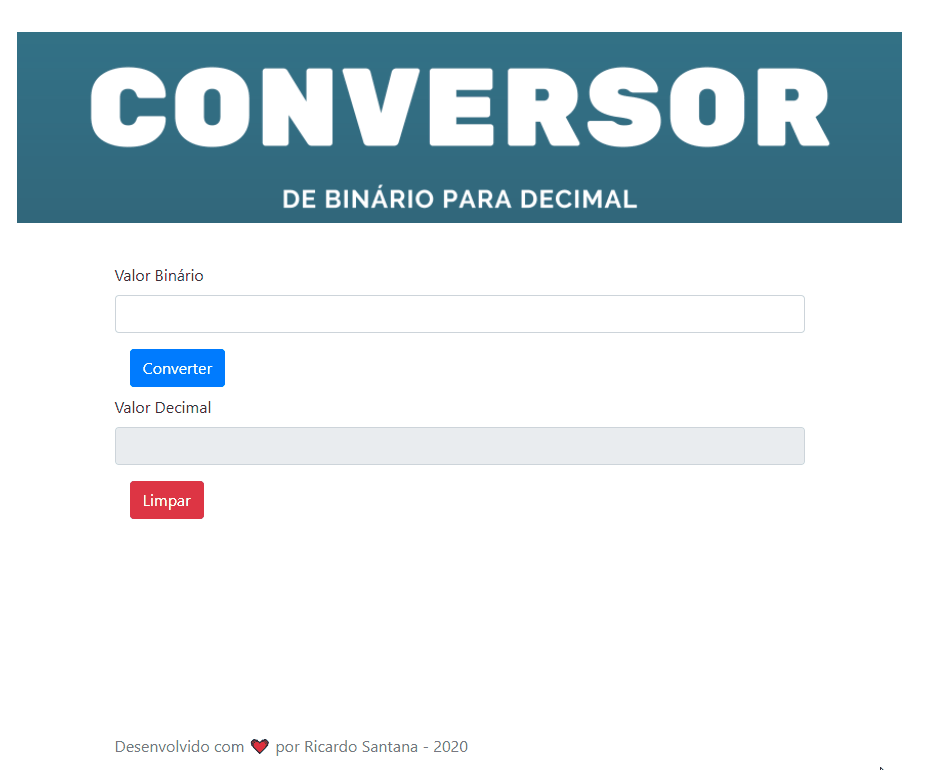 CONVERSOR
DE BINÁRIO PARA DECIMAL
Valor Binário
Converter
Valor Decimal
Limpar
Desenvolvido com ❤ por Ricardo Santana - 2020